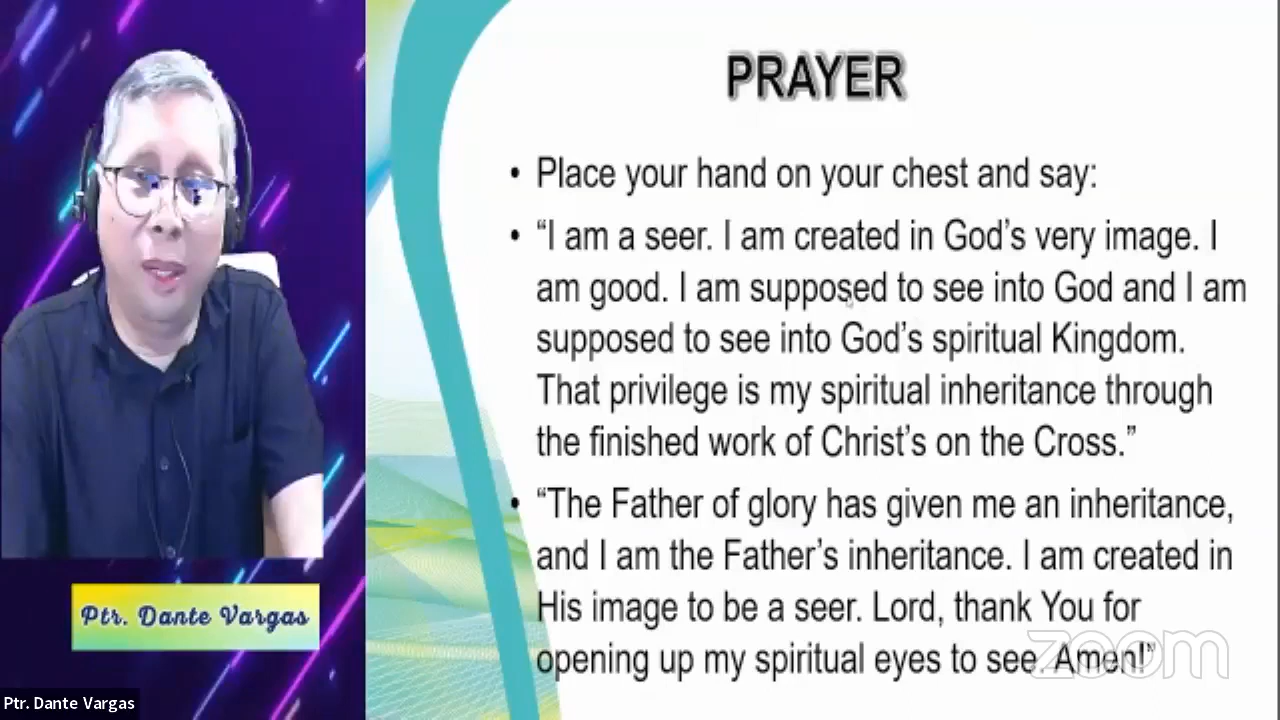 PRAYER
• Place your hand on your chest and say:
• “I am a seer. I am created in God’s very image. I
am good. I am supposed to see into God and I am
supposed to see into God’s spiritual Kingdom.
That privilege is my spiritual inheritance through
the finished work of Christ’s on the Cross.”
• “The Father of glory has given me an inheritance,
and I am the Father’s inheritance. I am created in
His image to be a seer. Lord, thank You for
opening up my spiritual eyes to see. Amen!”
zoom
Ptr. Dante Vargas
Ptr. Dante Vargas